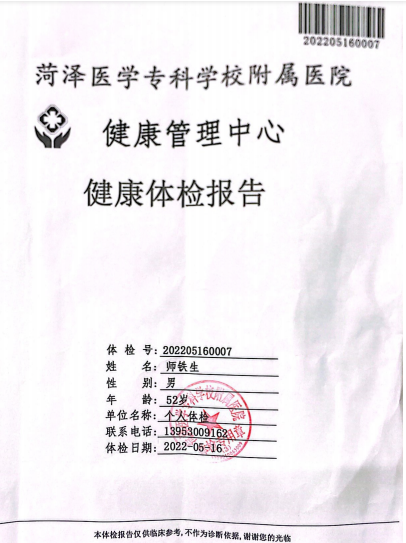 202205160007
菏泽医学专科学校附属医院
健康管理中心
健康体检报告
体 检 号: 202205160007
姓 名: 师铁生
性 别: 男
年 龄: 52岁
单位名称: 个人体检
联系电话: 13953009162
体检日期: 2022-05-16
本体检报告仅供临床参考,不作为诊断依据,谢谢您的光临